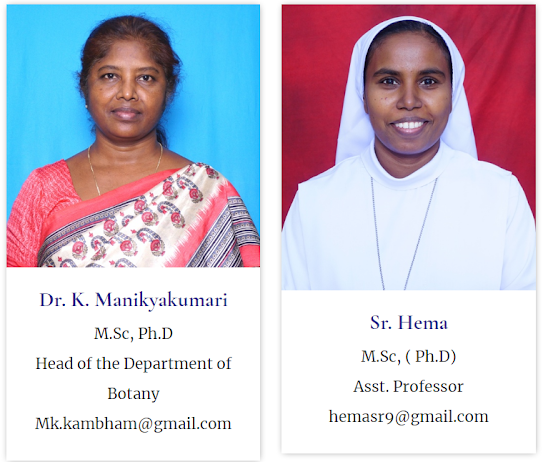 Dr. K. Manikyakumari
M.Sc, Ph.D
Head of the Department of
Botany
Mk.kambham@gmail.com
Sr. Hema
M.Sc, ( Ph.D)
Asst. Professor
hemasr9@gmail.com